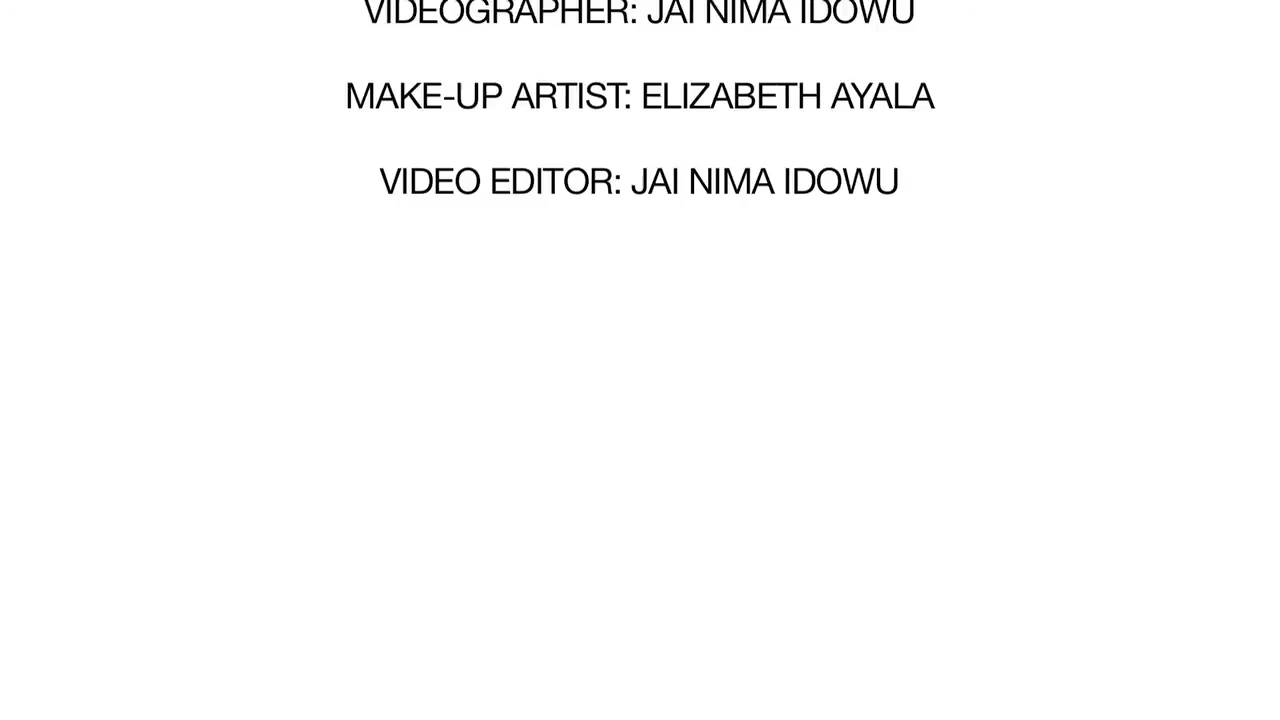 VIDEOGRAPHER: JAI NIMA IDOWU
MAKE-UP ARTIST: ELIZABETH AYALA
VIDEO EDITOR: JAI NIMA IDOWU